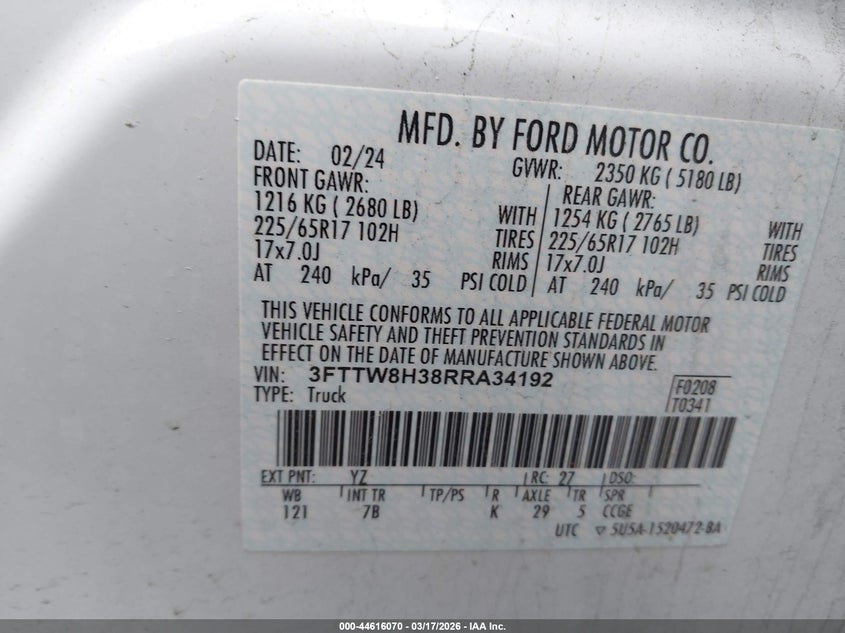 MFD. BY FORD MOTOR CO.
DATE: 02/24 GVWR: 2350 KG ( 5180 LB)
FRONT GAWR: REAR GAWR:
1216 KG ( 2680 LB) WITH 1254 KG ( 2765 LB) WITH
225/65R17 102H TIRES 225/65R17 102H TIRES
17x7.0J RIMS 17x7.0J RIMS
AT 240 kPa/ 35 PSI COLD AT 240 kPa/ 35 PSI COLD
THIS VEHICLE CONFORMS TO ALL APPLICABLE FEDERAL MOTOR
VEHICLE SAFETY AND THEFT PREVENTION STANDARDS IN
EFFECT ON THE DATE OF MANUFACTURE SHOWN ABOVE.
VIN: 3FTTW8H38RRA34192 F0208
TYPE: Truck T0341
EXT PNT: YZ RC: 27 DSO:
WB INT TR TP/PS R AXLE TR SPR
121 7B K 29 5 CCGE
UTC ▽ 5U5A-1520472-BA
000-44616070 | 03/17/2026 - IAA Inc.